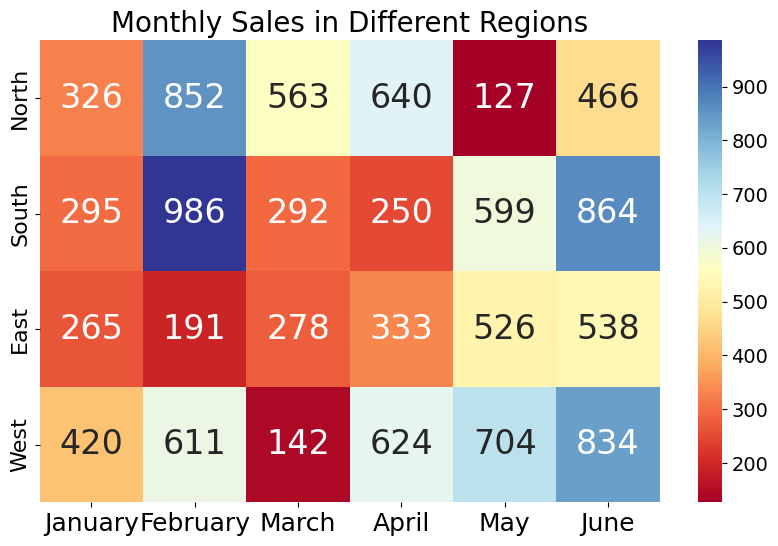 Monthly Sales in Different Regions
North 326 852 563 640 127 466
South 295 986 292 250 599 864
East 265 191 278 333 526 538
West 420 611 142 624 704 834
January February March April May June
900
800
700
600
500
400
300
200